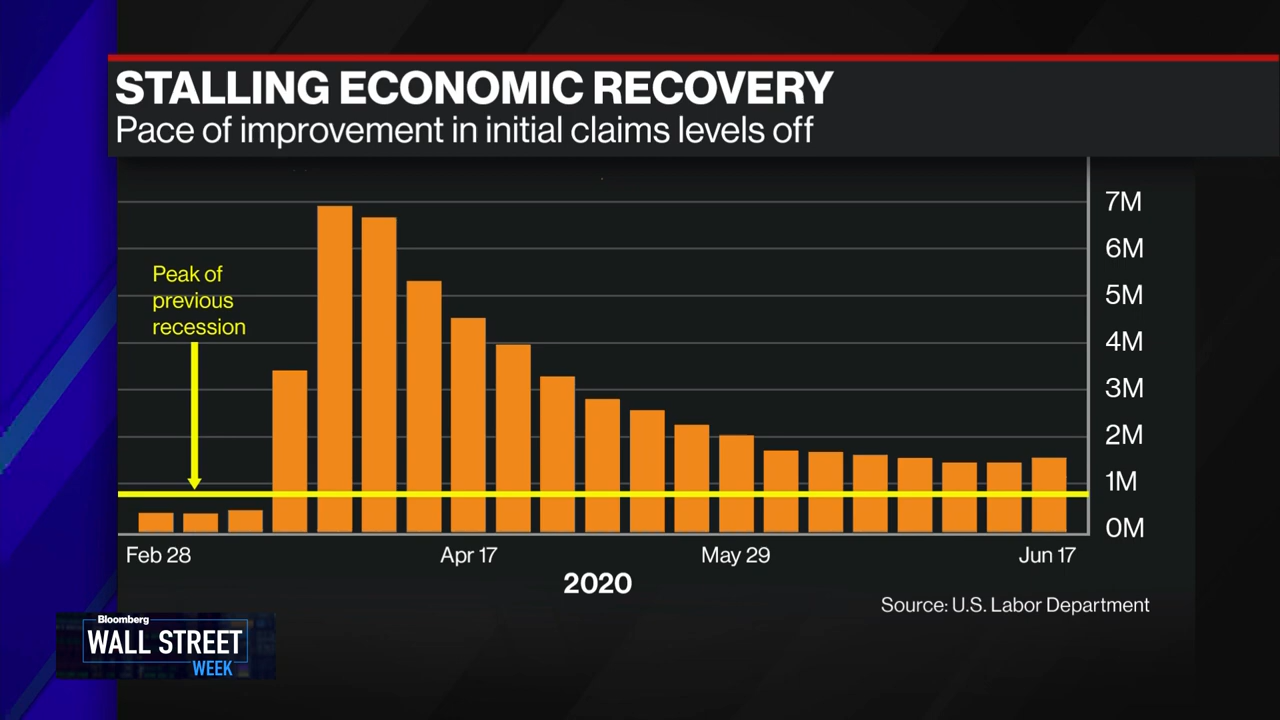 STALLING ECONOMIC RECOVERY
Pace of improvement in initial claims levels off
7M
6M
5M
4M
3M
2M
1M
0M
Peak of
previous
recession
Feb 28
Apr 17
May 29
Jun 17
2020
Source: U.S. Labor Department
Bloomberg
WALL STREET
WEEK